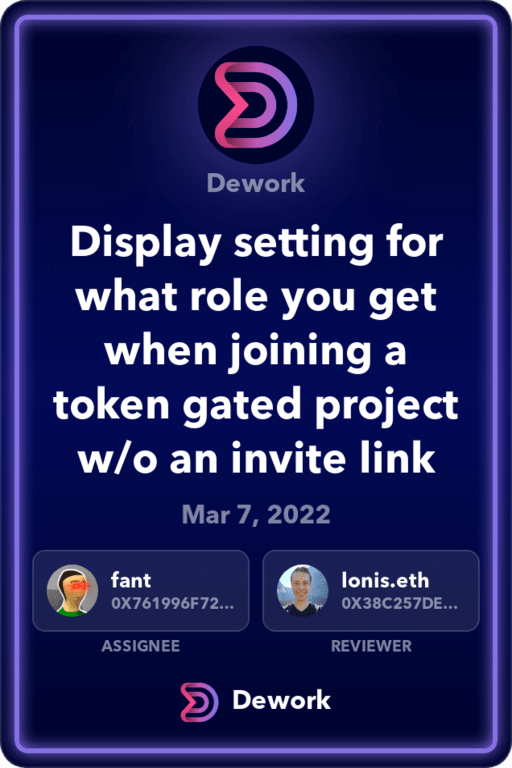 Dework
Display setting for
what role you get
when joining a
token gated project
w/o an invite link
Mar 7, 2022
fant
0X761996F72...
lonis.eth
0X38C257DE...
ASSIGNEE
REVIEWER
Dework